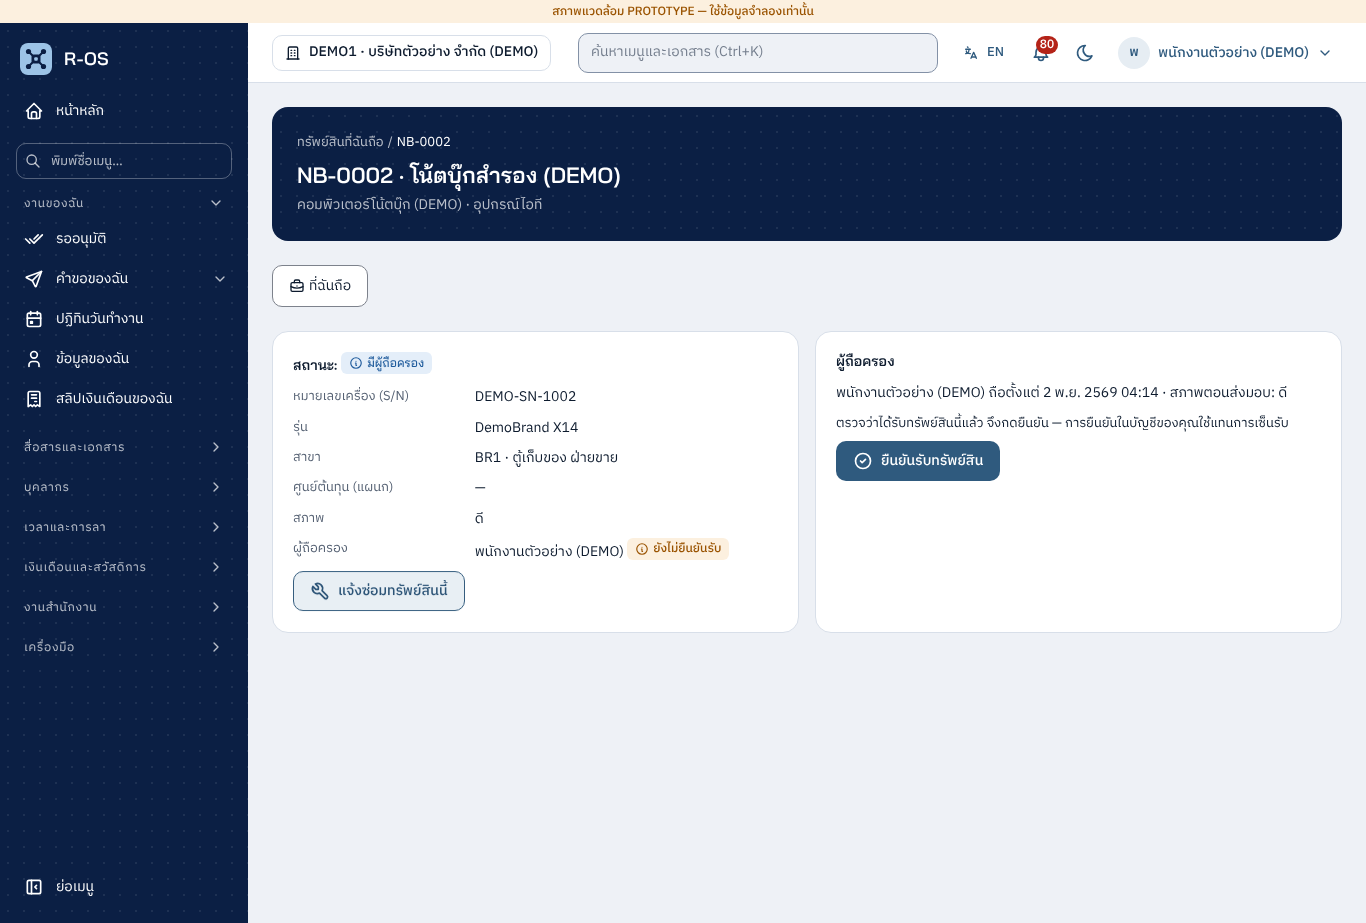 สภาพแวดล้อม PROTOTYPE — ใช้ข้อมูลจำลองเท่านั้น
R-OS
DEMO1 · บริษัทตัวอย่าง จำกัด (DEMO)
ค้นหาเมนูและเอกสาร (Ctrl+K)
EN
80
พ
พนักงานตัวอย่าง (DEMO)
หน้าหลัก
พิมพ์ชื่อเมนู...
งานของฉัน
รออนุมัติ
คำขอของฉัน
ปฏิทินวันทำงาน
ข้อมูลของฉัน
สลิปเงินเดือนของฉัน
สื่อสารและเอกสาร
บุคลากร
เวลาและการลา
เงินเดือนและสวัสดิการ
งานสำนักงาน
เครื่องมือ
ย่อเมนู
ทรัพย์สินที่ฉันถือ / NB-0002
NB-0002 · โน้ตบุ๊กสำรอง (DEMO)
คอมพิวเตอร์โน้ตบุ๊ก (DEMO) · อุปกรณ์ไอที
ที่ฉันถือ
สถานะ: มีผู้ถือครอง
หมายเลขเครื่อง (S/N) DEMO-SN-1002
รุ่น DemoBrand X14
สาขา BR1 · ตู้เก็บของ ฝ่ายขาย
ศูนย์ต้นทุน (แผนก) —
สภาพ ดี
ผู้ถือครอง พนักงานตัวอย่าง (DEMO) ยังไม่ยืนยันรับ
แจ้งซ่อมทรัพย์สินนี้
ผู้ถือครอง
พนักงานตัวอย่าง (DEMO) ถือตั้งแต่ 2 พ.ย. 2569 04:14 · สภาพตอนส่งมอบ: ดี
ตรวจว่าได้รับทรัพย์สินนี้แล้ว จึงกดยืนยัน — การยืนยันในบัญชีของคุณใช้แทนการเซ็นรับ
ยืนยันรับทรัพย์สิน